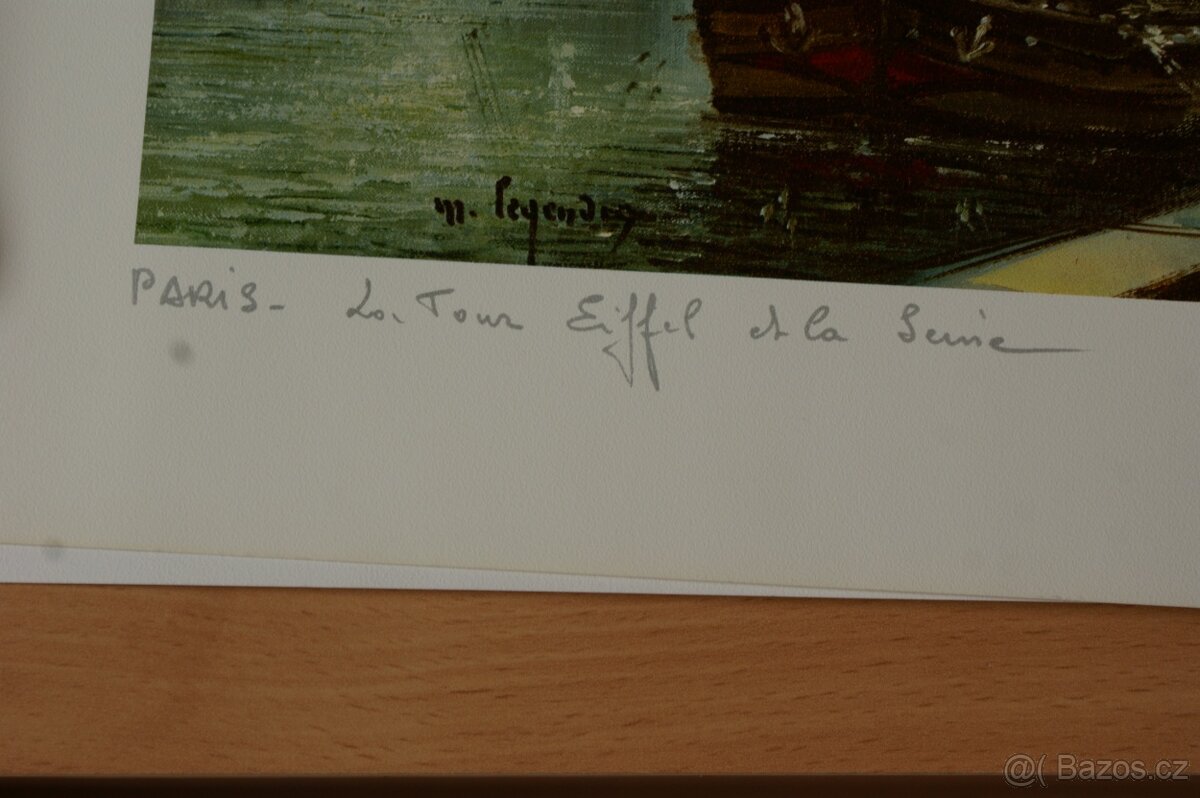 m. Legendre
PARIS - La Tour Eiffel et la Seine
@( Bazos.cz